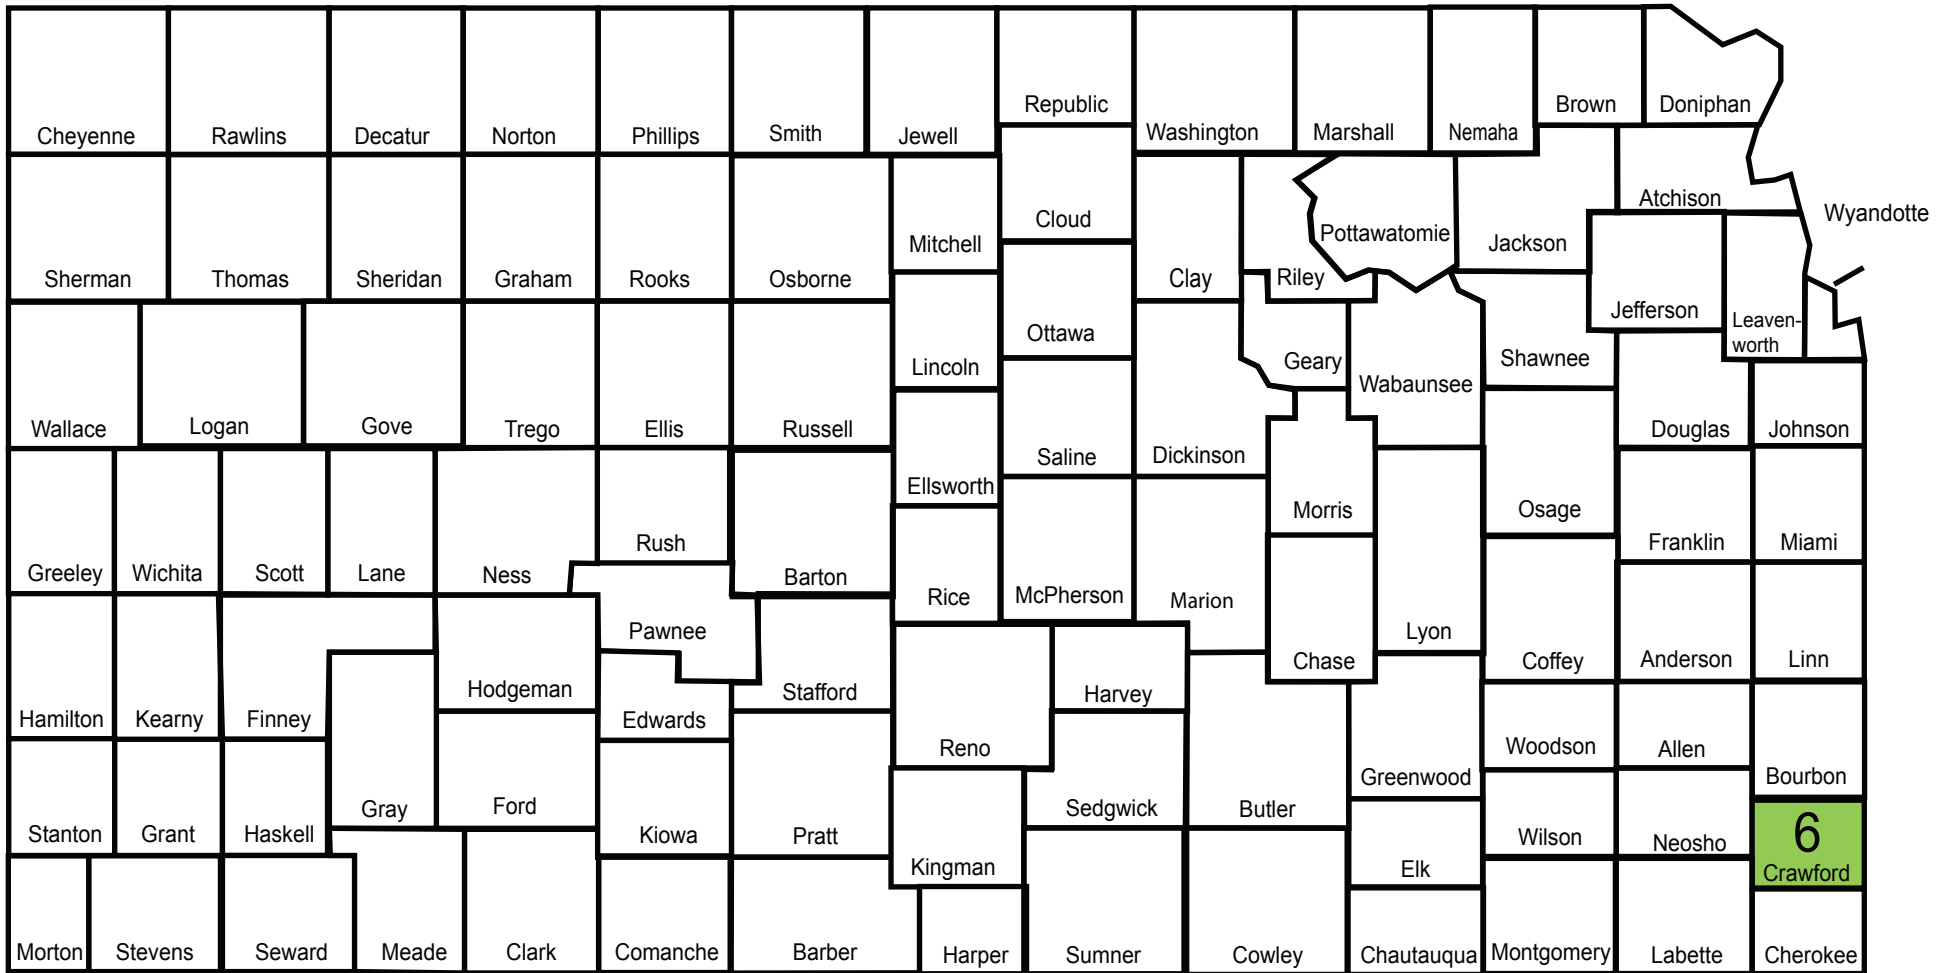 Republic
Brown
Doniphan
Cheyenne
Rawlins
Decatur
Norton
Phillips
Smith
Jewell
Washington
Marshall
Nemaha
Atchison
Wyandotte
Cloud
Mitchell
Pottawatomie
Jackson
Sherman
Thomas
Sheridan
Graham
Rooks
Osborne
Clay
Riley
Jefferson
Leaven-
worth
Ottawa
Lincoln
Geary
Shawnee
Wabaunsee
Wallace
Logan
Gove
Trego
Ellis
Russell
Douglas
Johnson
Saline
Dickinson
Ellsworth
Morris
Osage
Rush
Franklin
Miami
Greeley
Wichita
Scott
Lane
Ness
Barton
Rice
McPherson
Marion
Pawnee
Lyon
Chase
Coffey
Anderson
Linn
Hodgeman
Stafford
Harvey
Hamilton
Kearny
Finney
Edwards
Reno
Woodson
Allen
Greenwood
Bourbon
Gray
Ford
Sedgwick
Butler
Stanton
Grant
Haskell
Kiowa
Pratt
Wilson
Neosho
6
Crawford
Kingman
Elk
Morton
Stevens
Seward
Meade
Clark
Comanche
Barber
Harper
Sumner
Cowley
Chautauqua
Montgomery
Labette
Cherokee